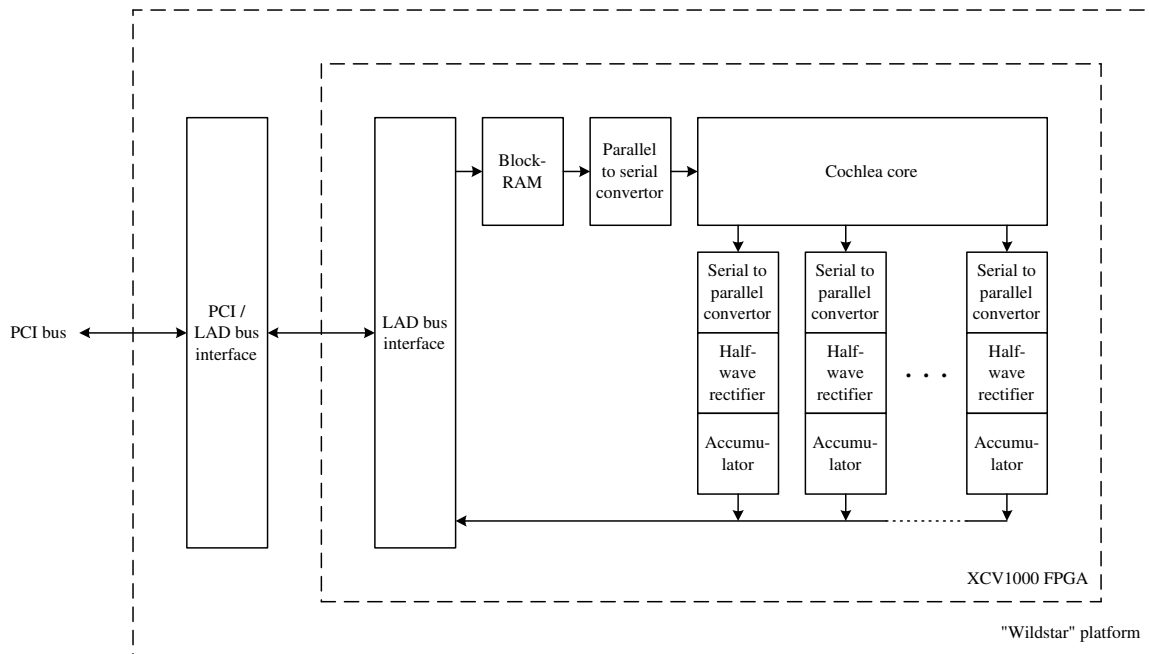 PCI bus
PCI /
LAD bus
interface
LAD bus
interface
Block-
RAM
Parallel
to serial
convertor
Cochlea core
Serial to
parallel
convertor
Half-
wave
rectifier
Accumu-
lator
Serial to
parallel
convertor
Half-
wave
rectifier
Accumu-
lator
. . .
Serial to
parallel
convertor
Half-
wave
rectifier
Accumu-
lator
XCV1000 FPGA
"Wildstar" platform